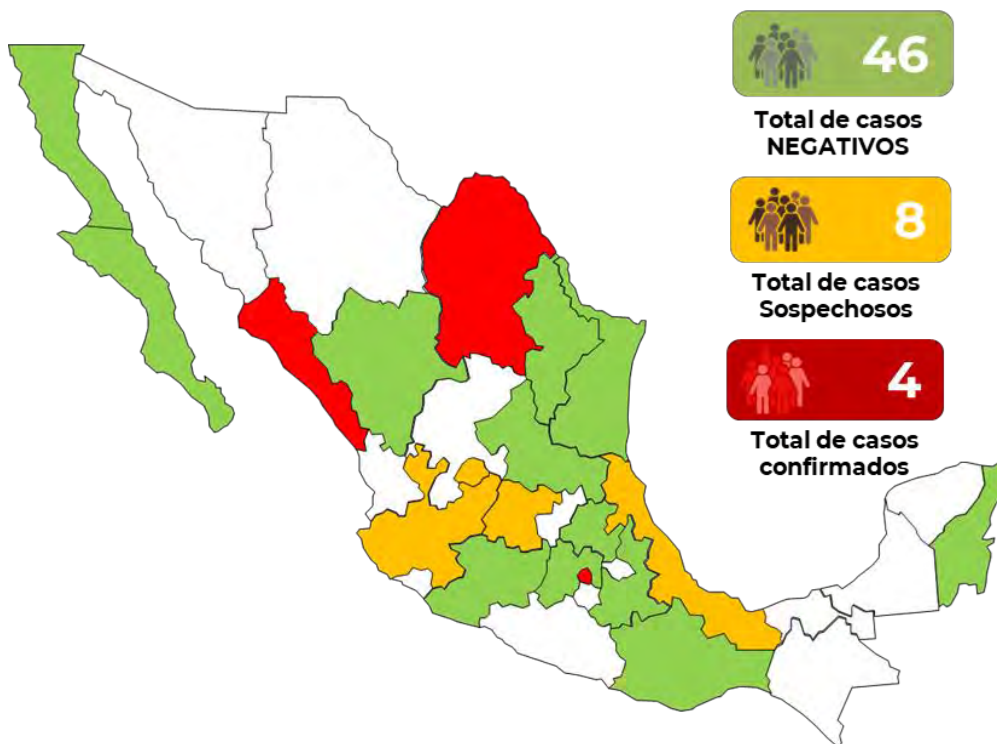 46
Total de casos
NEGATIVOS
8
Total de casos
Sospechosos
4
Total de casos
confirmados